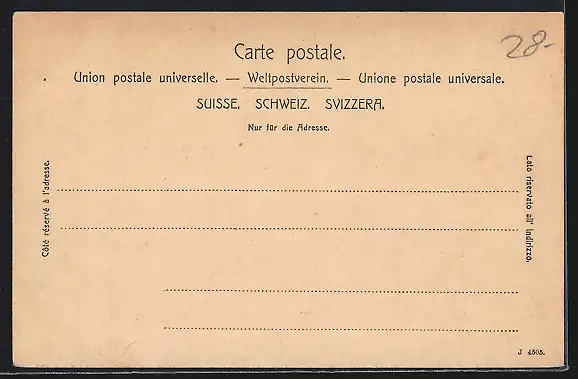 28.-
Carte postale.
Union postale universelle. — Weltpostverein. — Unione postale universale.
SUISSE. SCHWEIZ. SVIZZERA.
Nur für die Adresse.
Côté réservé à l'adresse.
Lato riservato all' indirizzo.
J 4505.